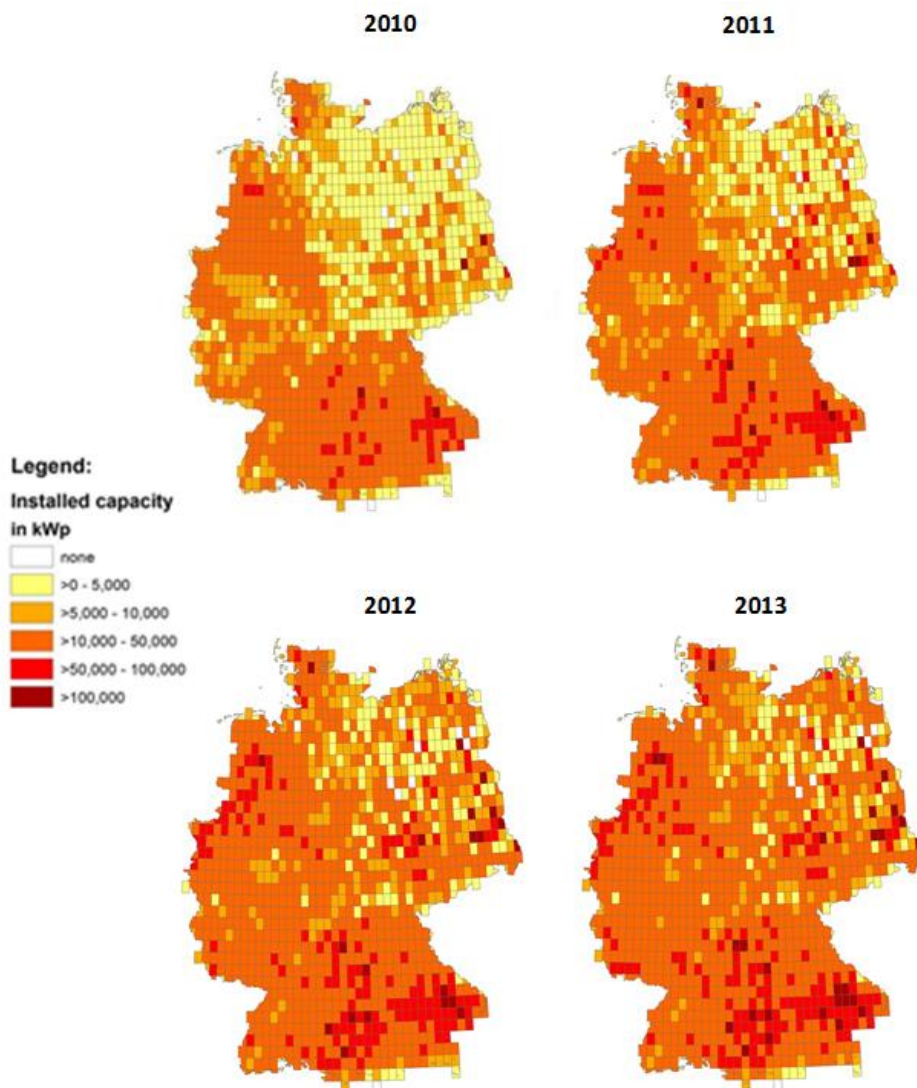 2010
2011
Legend:
Installed capacity
in kWp
none
>0 - 5,000
>5,000 - 10,000
>10,000 - 50,000
>50,000 - 100,000
>100,000
2012
2013